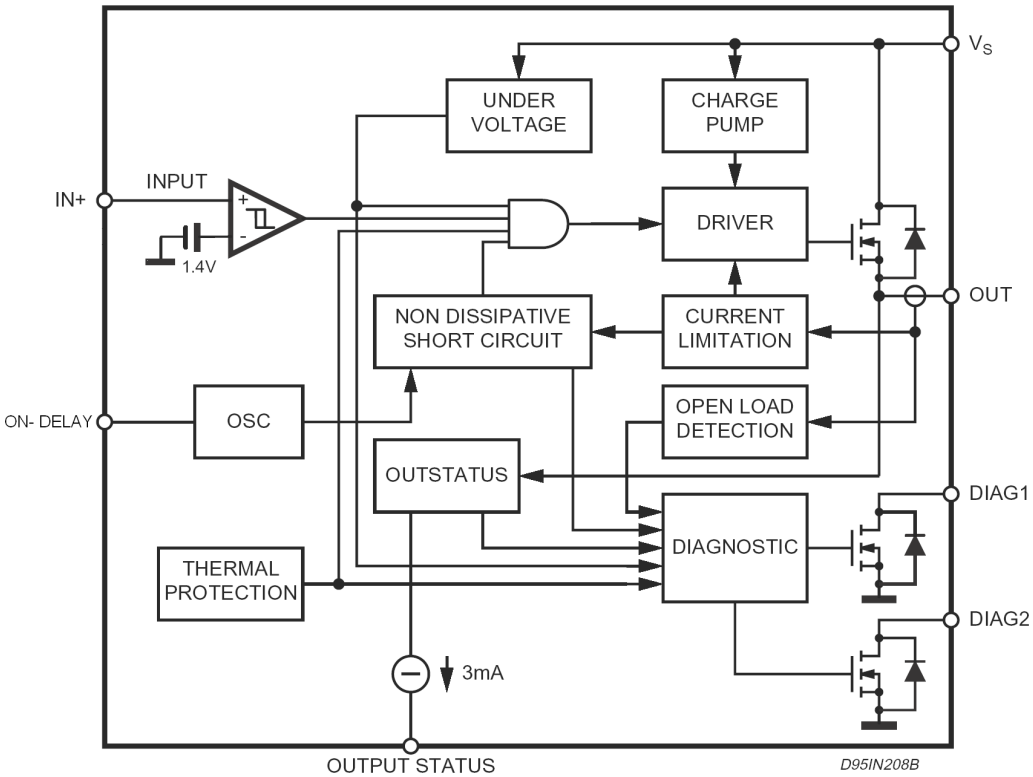 VS
UNDER
VOLTAGE
CHARGE
PUMP
INPUT
IN+
+
-
1.4V
DRIVER
OUT
NON DISSIPATIVE
SHORT CIRCUIT
CURRENT
LIMITATION
ON- DELAY
OSC
OPEN LOAD
DETECTION
OUTSTATUS
DIAG1
DIAGNOSTIC
THERMAL
PROTECTION
DIAG2
3mA
OUTPUT STATUS
D95IN208B